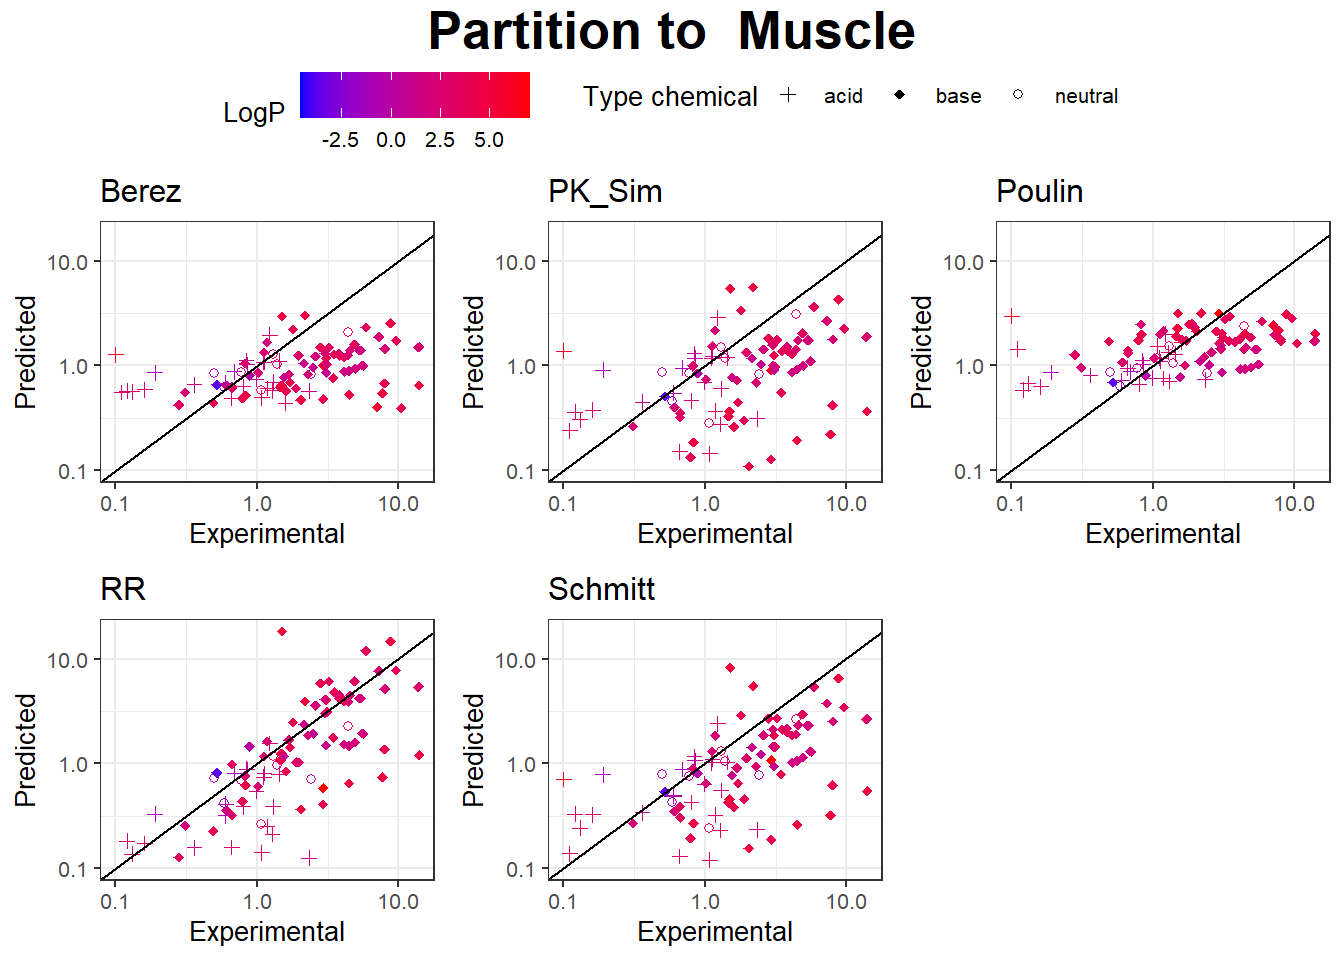 Partition to  Muscle
LogP
-2.5 0.0 2.5 5.0
Type chemical acid base neutral
Berez
Predicted
10.0
1.0
0.1
0.1 1.0 10.0
Experimental
PK_Sim
Predicted
10.0
1.0
0.1
0.1 1.0 10.0
Experimental
Poulin
Predicted
10.0
1.0
0.1
0.1 1.0 10.0
Experimental
RR
Predicted
10.0
1.0
0.1
0.1 1.0 10.0
Experimental
Schmitt
Predicted
10.0
1.0
0.1
0.1 1.0 10.0
Experimental